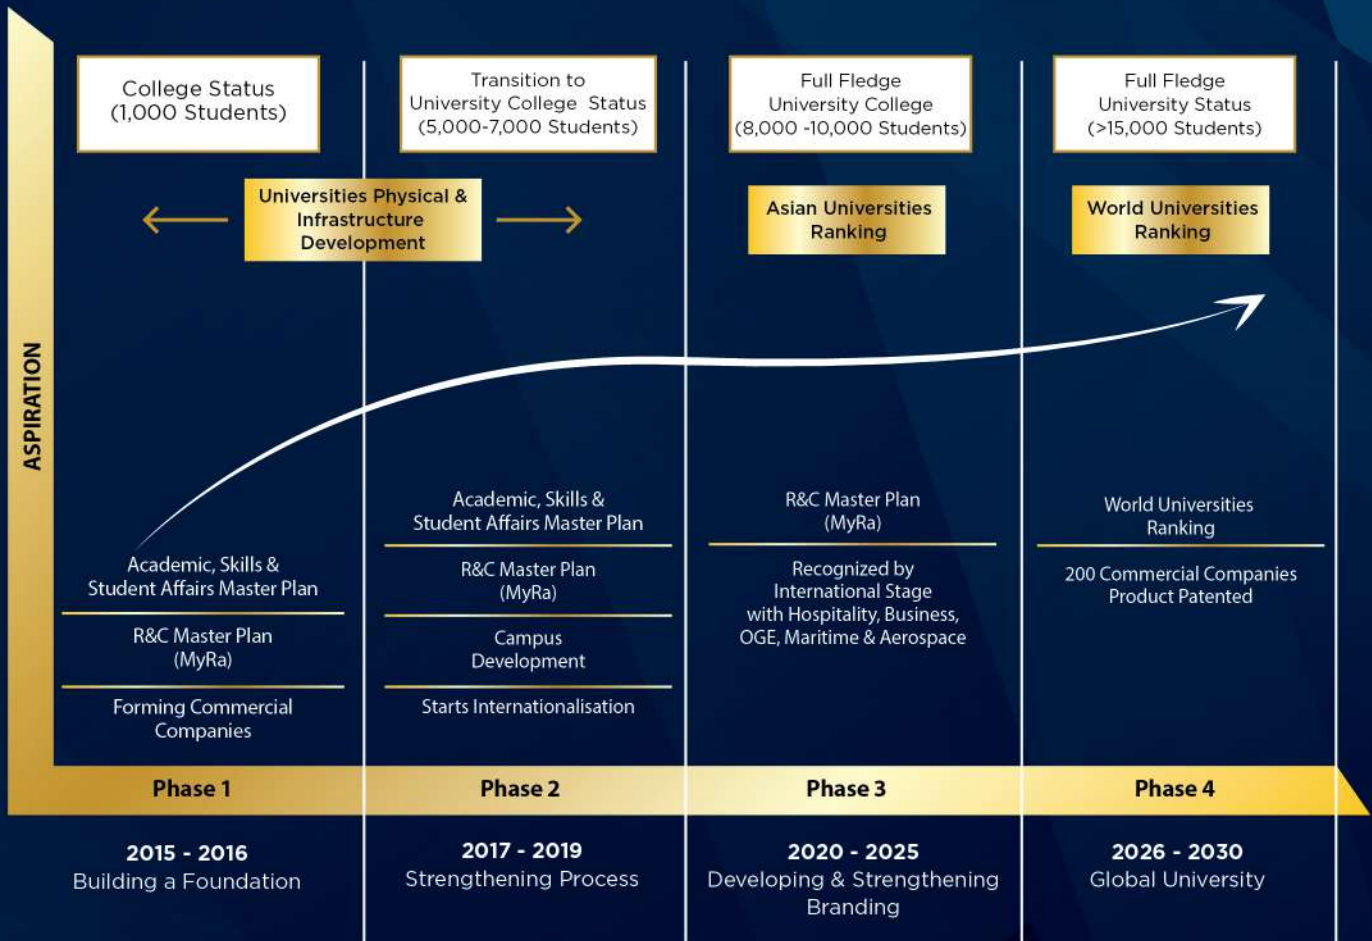 College Status
(1,000 Students)
Transition to
University College Status
(5,000-7,000 Students)
Full Fledge
University College
(8,000 -10,000 Students)
Full Fledge
University Status
(>15,000 Students)
Universities Physical &
Infrastructure
Development
Asian Universities
Ranking
World Universities
Ranking
ASPIRATION
Academic, Skills &
Student Affairs Master Plan
R&C Master Plan
(MyRa)
Forming Commercial
Companies
Academic, Skills &
Student Affairs Master Plan
R&C Master Plan
(MyRa)
Campus
Development
Starts Internationalisation
R&C Master Plan
(MyRa)
Recognized by
International Stage
with Hospitality, Business,
OGE, Maritime & Aerospace
World Universities
Ranking
200 Commercial Companies
Product Patented
Phase 1
Phase 2
Phase 3
Phase 4
2015 - 2016
Building a Foundation
2017 - 2019
Strengthening Process
2020 - 2025
Developing & Strengthening
Branding
2026 - 2030
Global University